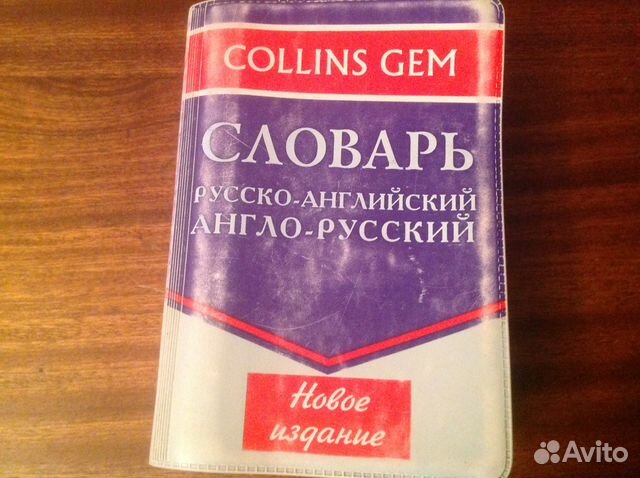 COLLINS GEM
СЛОВАРЬ
РУССКО-АНГЛИЙСКИЙ
АНГЛО-РУССКИЙ
Новое
издание
Avito